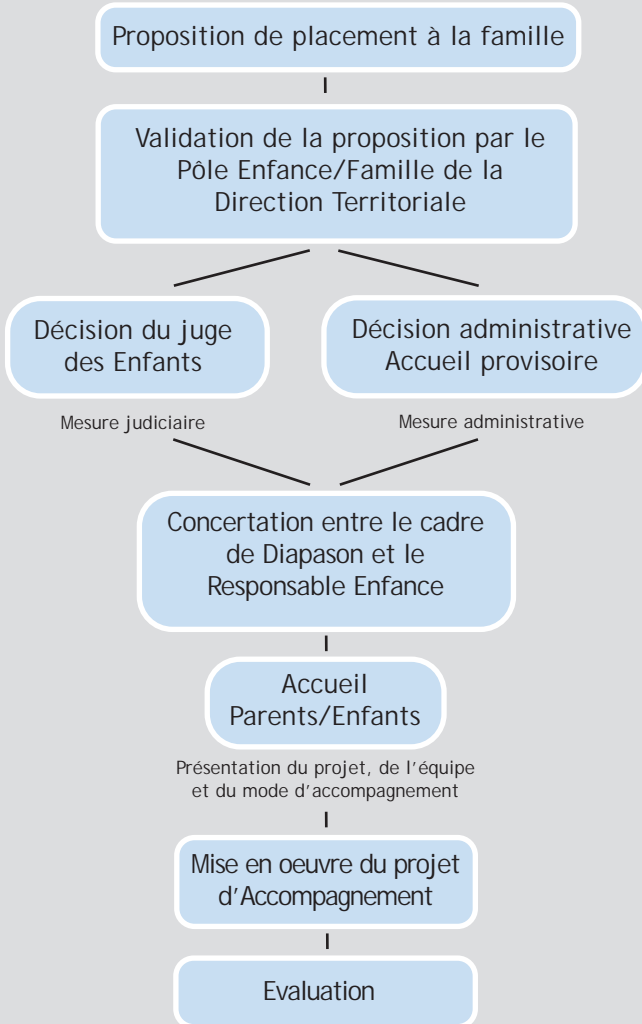 Proposition de placement à la famille
Validation de la proposition par le
Pôle Enfance/Famille de la
Direction Territoriale
Décision du juge
des Enfants
Décision administrative
Accueil provisoire
Mesure judiciaire
Mesure administrative
Concertation entre le cadre
de Diapason et le
Responsable Enfance
Accueil
Parents/Enfants
Présentation du projet, de l'équipe
et du mode d'accompagnement
Mise en oeuvre du projet
d'Accompagnement
Evaluation